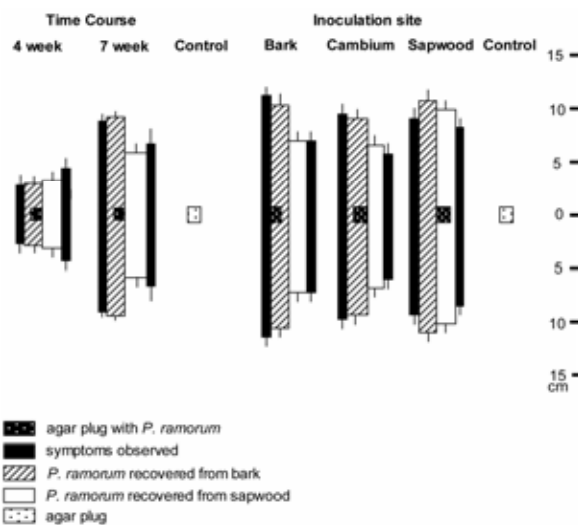 Time Course Inoculation site
4 week 7 week Control Bark Cambium Sapwood Control
15
10
5
0
5
10
15
cm
agar plug with P. ramorum
symptoms observed
P. ramorum recovered from bark
P. ramorum recovered from sapwood
agar plug